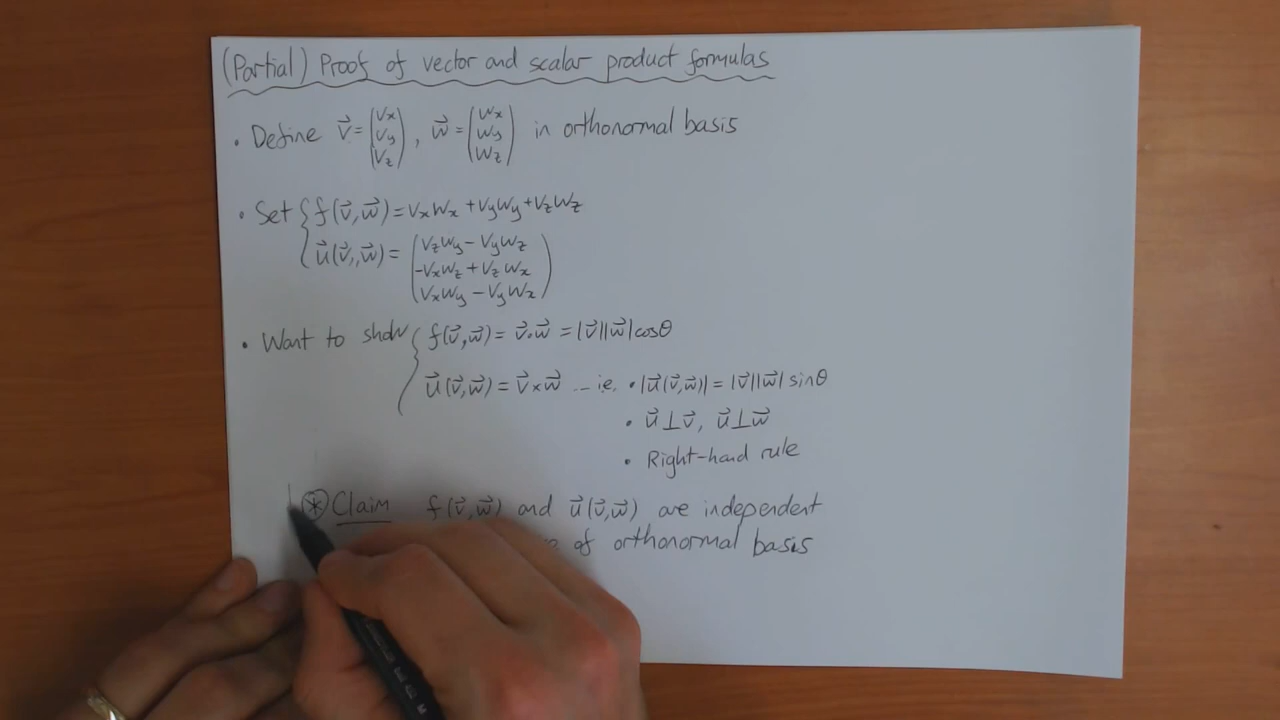 (Partial) Proof of vector and scalar product formulas
• Define v⃗ = (vx vy vz), w⃗ = (wx wy wz) in orthonormal basis
• Set { f(v⃗,w⃗) = vxwx + vywy + vzwz
u⃗(v⃗,w⃗) = ( vzwy - vywz
-vxwz + vzwx
vxwy - vywx )
• Want to show { f(v⃗,w⃗) = v⃗·w⃗ = |v⃗||w⃗|cosθ
u⃗(v⃗,w⃗) = v⃗×w⃗ ... ie. • |u⃗(v⃗,w⃗)| = |v⃗||w⃗| sinθ
• u⃗⊥v⃗, u⃗⊥w⃗
• Right-hand rule
⊛ Claim f(v⃗,w⃗) and u⃗(v⃗,w⃗) are independent
of orthonormal basis